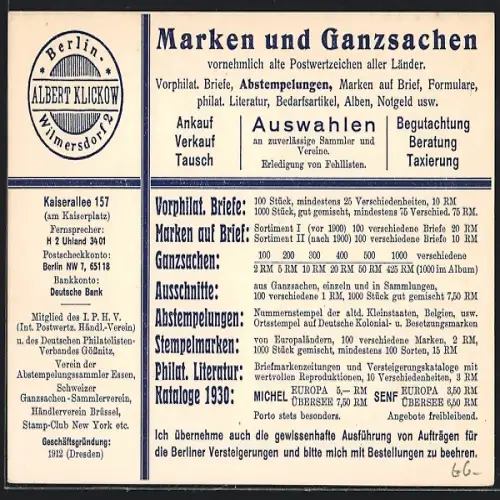 Berlin-
ALBERT KLICKOW
Wilmersdorf 2
Marken und Ganzsachen
vornehmlich alte Postwertzeichen aller Länder.
Vorphilat. Briefe, Abstempelungen, Marken auf Brief, Formulare,
philat. Literatur, Bedarfsartikel, Alben, Notgeld usw.
Ankauf
Verkauf
Tausch
Auswahlen
an zuverlässige Sammler und
Vereine.
Erledigung von Fehllisten.
Begutachtung
Beratung
Taxierung
Kaiserallee 157
(am Kaiserplatz)
Fernsprecher:
H 2 Uhland 3401
Postscheckkonto:
Berlin NW 7, 65118
Bankkonto:
Deutsche Bank
Mitglied des I. P. H. V.
(Int. Postwertz. Händl.-Verein)
u. des Deutschen Philatelisten-
Verbandes Gößnitz,
Verein der
Abstempelungssammler Essen,
Schweizer
Ganzsachen-Sammlerverein,
Händlerverein Brüssel,
Stamp-Club New York etc.
Geschäftsgründung:
1912 (Dresden)
Vorphilat. Briefe: 100 Stück, mindestens 25 Verschiedenheiten, 10 RM
1000 Stück, gut gemischt, mindestens 75 Verschied. 75 RM.
Marken auf Brief: Sortiment I (vor 1900) 100 verschiedene Briefe 20 RM
Sortiment II (nach 1900) 100 verschiedene Briefe 10 RM
Ganzsachen: 100 200 300 400 500 1000 verschiedene
2 RM 5 RM 10 RM 20 RM 50 RM 425 RM (1000 im Album)
Ausschnitte: aus Ganzsachen, einzeln und in Sammlungen,
100 verschiedene 1 RM, 1000 Stück gut gemischt 7,50 RM
Abstempelungen: Nummernstempel der altd. Kleinstaaten, Belgien, usw.
Ortsstempel auf Deutsche Kolonial- u. Besetzungsmarken
Stempelmarken: von Europaländern, 100 verschiedene Marken, 2 RM,
1000 Stück gemischt, mindestens 100 Sorten, 15 RM
Philat. Literatur: Briefmarkenzeitungen und Versteigerungskataloge mit
wertvollen Reproduktionen, 10 Verschiedenheiten, 3 RM
Kataloge 1930: MICHEL EUROPA 5,— RM SENF EUROPA 3,50 RM
ÜBERSEE 7,50 RM ÜBERSEE 6,50 RM
Porto stets besonders. Angebote freibleibend.
Ich übernehme auch die gewissenhafte Ausführung von Aufträgen für
die Berliner Versteigerungen und bitte mich mit Bestellungen zu beehren.